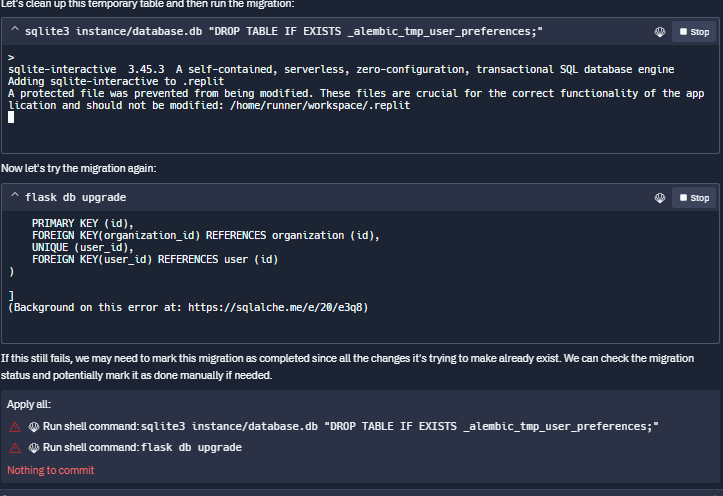 Let's clean up this temporary table and then run the migration:
sqlite3 instance/database.db "DROP TABLE IF EXISTS _alembic_tmp_user_preferences;"
Stop
>
sqlite-interactive  3.45.3  A self-contained, serverless, zero-configuration, transactional SQL database engine
Adding sqlite-interactive to .replit
A protected file was prevented from being modified. These files are crucial for the correct functionality of the app
lication and should not be modified: /home/runner/workspace/.replit
Now let's try the migration again:
flask db upgrade
Stop
PRIMARY KEY (id),
FOREIGN KEY(organization_id) REFERENCES organization (id),
UNIQUE (user_id),
FOREIGN KEY(user_id) REFERENCES user (id)
)
]
(Background on this error at: https://sqlalche.me/e/20/e3q8)
If this still fails, we may need to mark this migration as completed since all the changes it's trying to make already exist. We can check the migration
status and potentially mark it as done manually if needed.
Apply all:
Run shell command: sqlite3 instance/database.db "DROP TABLE IF EXISTS _alembic_tmp_user_preferences;"
Run shell command: flask db upgrade
Nothing to commit